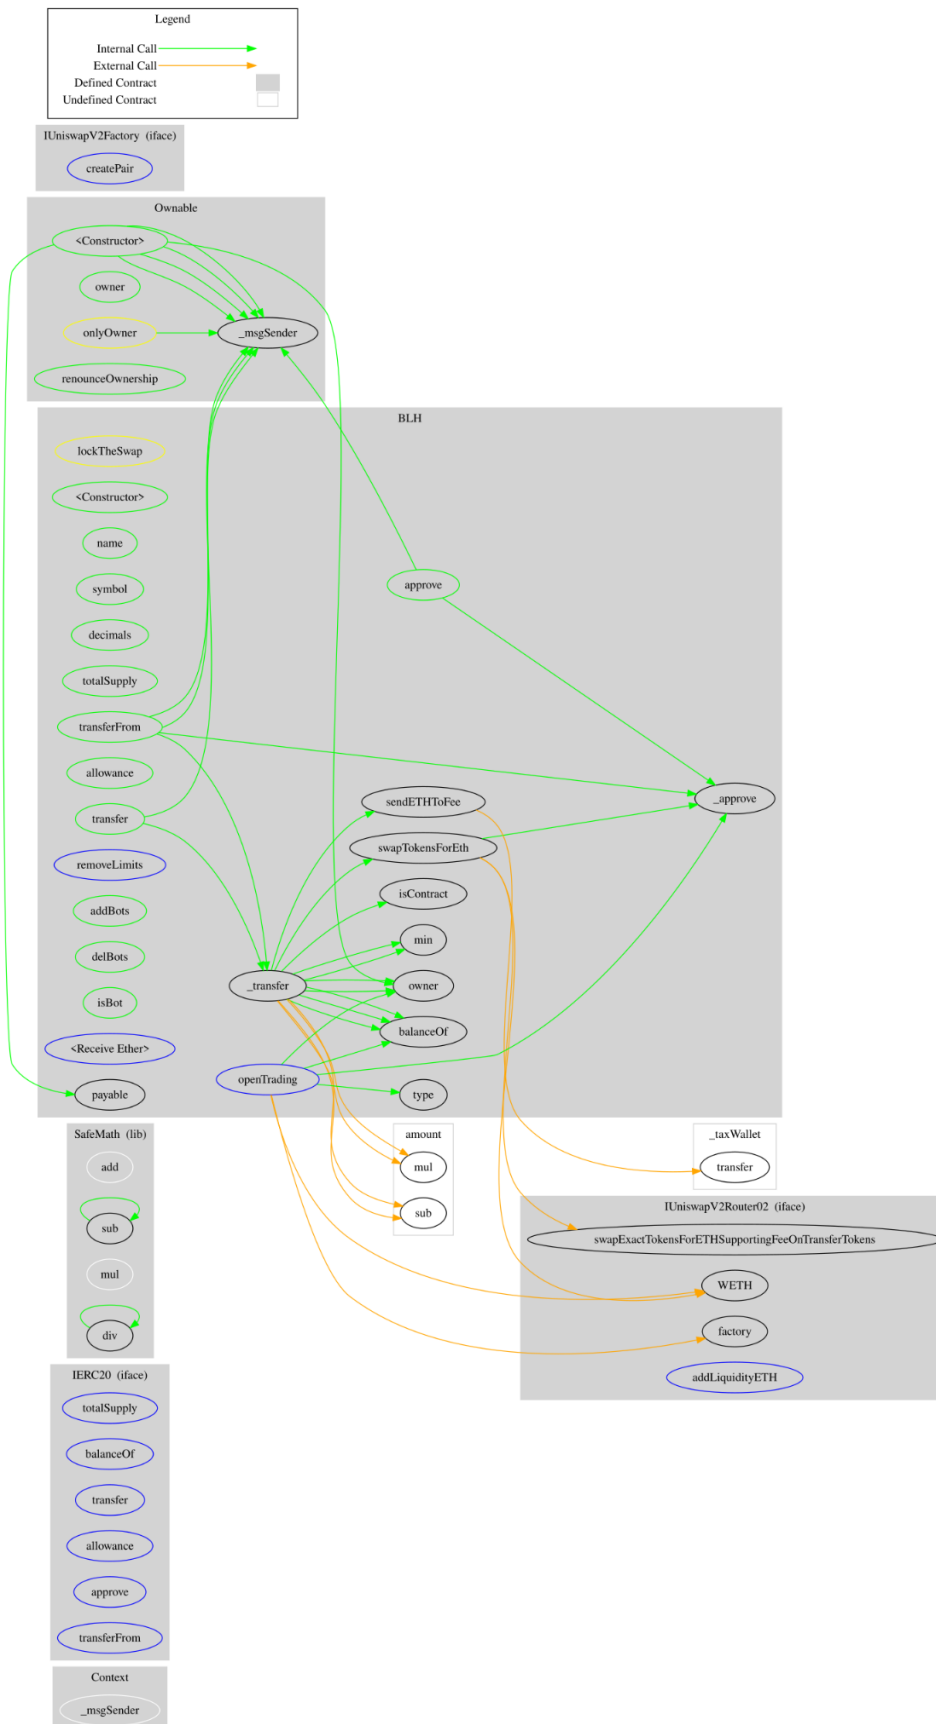 Legend
Internal Call
External Call
Defined Contract
Undefined Contract
IUniswapV2Factory (iface)
createPair
Ownable
<Constructor>
owner
onlyOwner
_msgSender
renounceOwnership
BLH
lockTheSwap
<Constructor>
name
symbol
approve
decimals
totalSupply
transferFrom
allowance
_approve
sendETHToFee
transfer
swapTokensForEth
removeLimits
isContract
addBots
min
delBots
_transfer
owner
isBot
balanceOf
<Receive Ether>
openTrading
payable
type
SafeMath (lib)
add
sub
mul
div
amount
mul
sub
_taxWallet
transfer
IUniswapV2Router02 (iface)
swapExactTokensForETHSupportingFeeOnTransferTokens
WETH
factory
addLiquidityETH
IERC20 (iface)
totalSupply
balanceOf
transfer
allowance
approve
transferFrom
Context
_msgSender